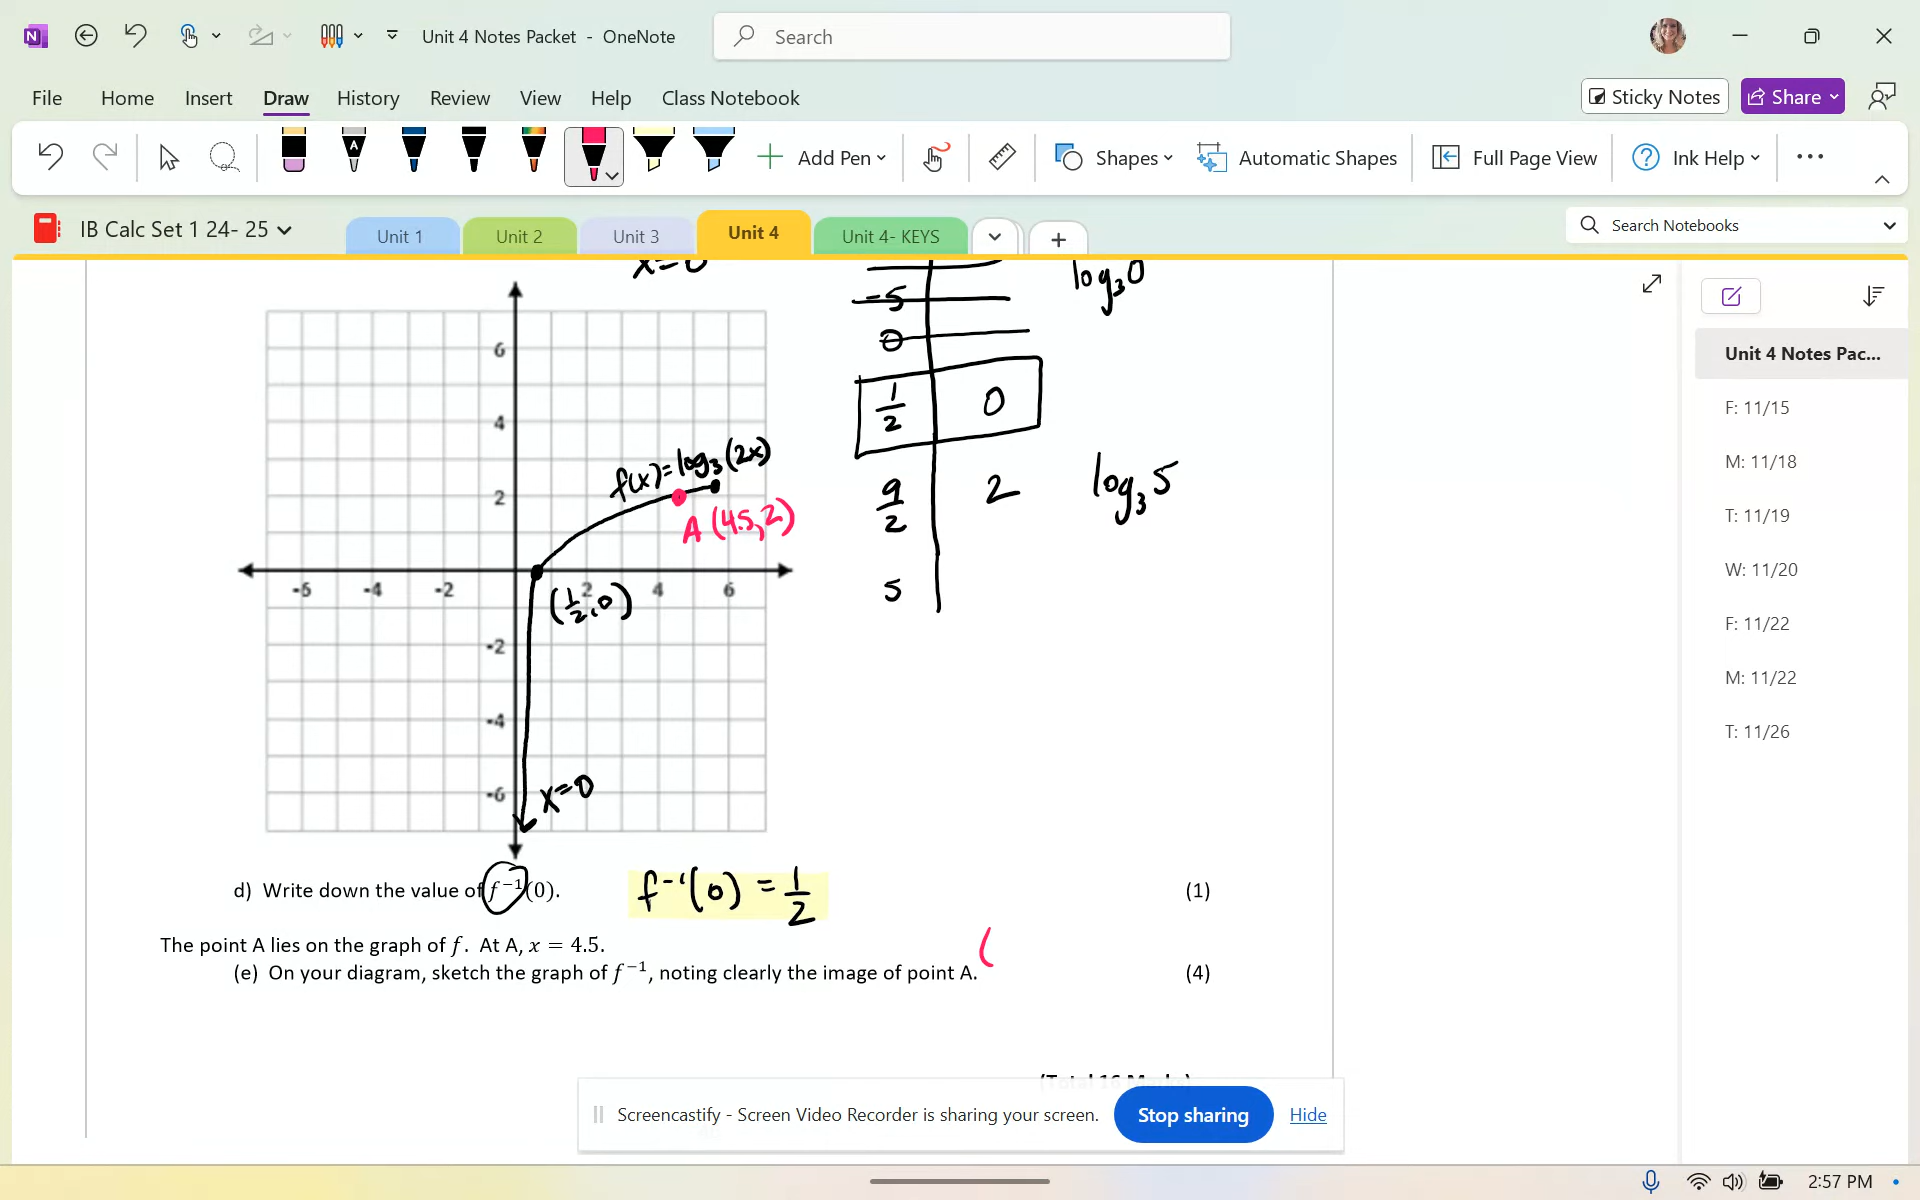 Unit 4 Notes Packet - OneNote
Search
File Home Insert Draw History Review View Help Class Notebook
Sticky Notes
Share
Add Pen
Shapes
Automatic Shapes
Full Page View
Ink Help
IB Calc Set 1 24- 25
Unit 1
Unit 2
Unit 3
Unit 4
Unit 4- KEYS
Search Notebooks
Unit 4 Notes Pac...
F: 11/15
M: 11/18
T: 11/19
W: 11/20
F: 11/22
M: 11/22
T: 11/26
x=0
-5
0
1/2 0
9/2 2
5
log₃0
log₃5
6
4
2
-5 -4 -2 2 4 6
-2
-4
-6
f(x)=log₃(2x)
A (4.5,2)
(1/2,0)
x=0
d) Write down the value of f⁻¹(0).
f⁻¹(0) = 1/2
(1)
The point A lies on the graph of f. At A, x = 4.5.
(
(e) On your diagram, sketch the graph of f⁻¹, noting clearly the image of point A.
(4)
(Total 16 Marks)
Screencastify - Screen Video Recorder is sharing your screen.
Stop sharing
Hide
2:57 PM